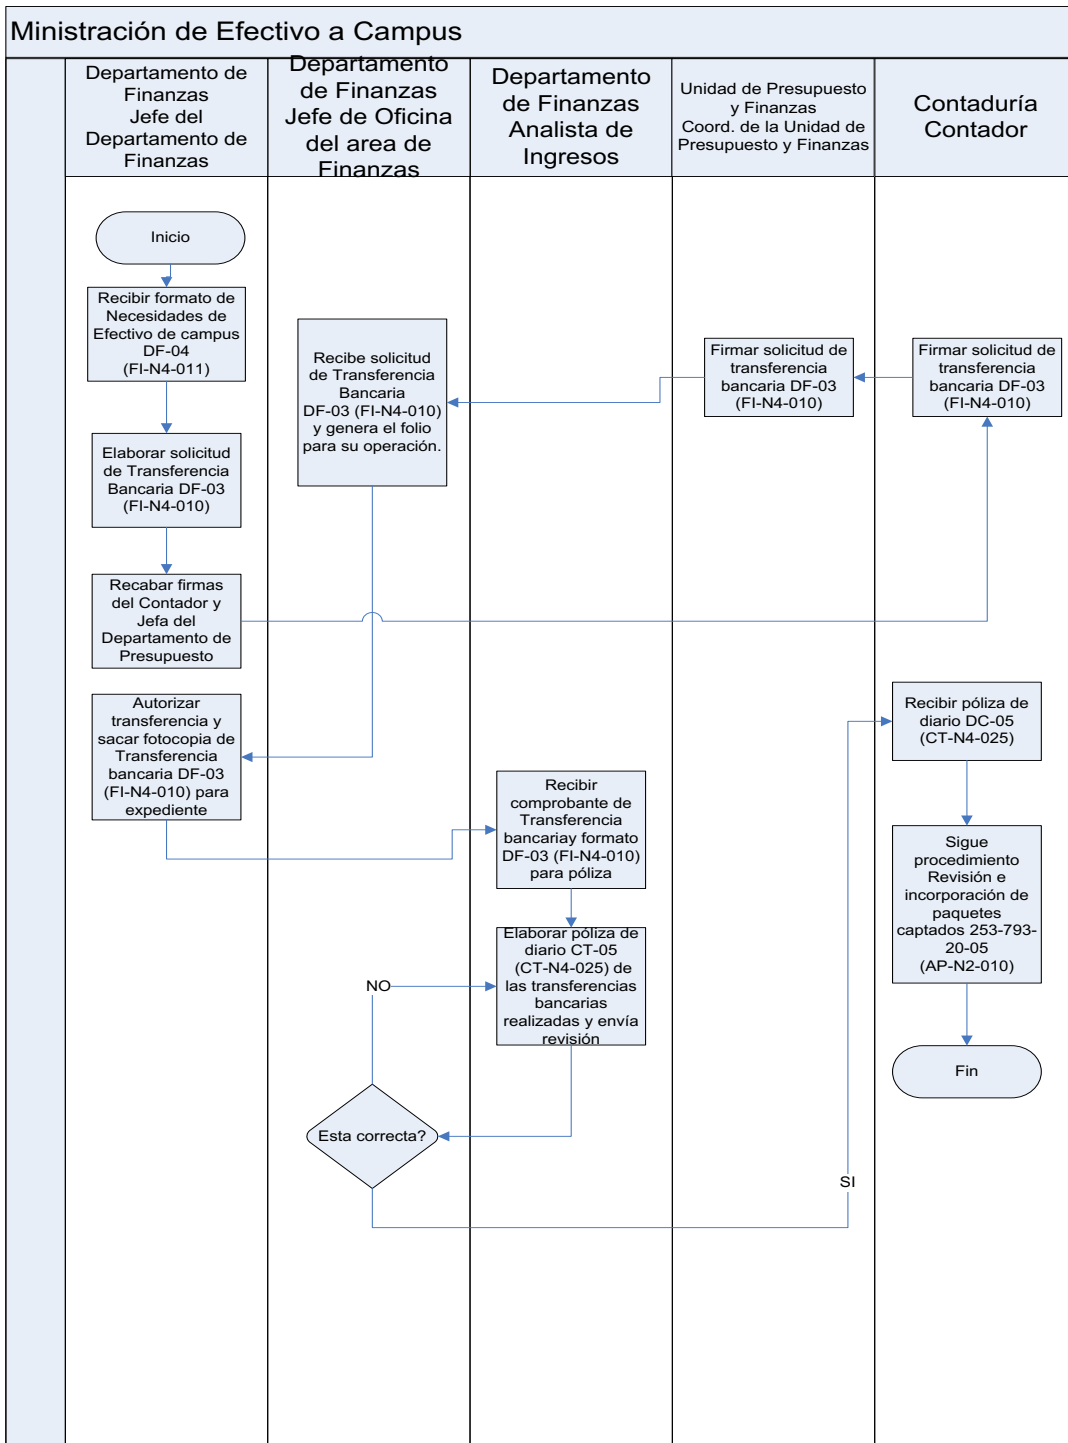 Ministración de Efectivo a Campus
Departamento de
Finanzas
Jefe del
Departamento de
Finanzas
Departamento
de Finanzas
Jefe de Oficina
del area de
Finanzas
Departamento
de Finanzas
Analista de
Ingresos
Unidad de Presupuesto
y Finanzas
Coord. de la Unidad de
Presupuesto y Finanzas
Contaduría
Contador
Inicio
Recibir formato de
Necesidades de
Efectivo de campus
DF-04
(FI-N4-011)
Elaborar solicitud
de Transferencia
Bancaria DF-03
(FI-N4-010)
Recabar firmas
del Contador y
Jefa del
Departamento de
Presupuesto
Firmar solicitud de
transferencia
bancaria DF-03
(FI-N4-010)
Firmar solicitud de
transferencia
bancaria DF-03
(FI-N4-010)
Recibe solicitud
de Transferencia
Bancaria
DF-03 (FI-N4-010)
y genera el folio
para su operación.
Autorizar
transferencia y
sacar fotocopia de
Transferencia
bancaria DF-03
(FI-N4-010) para
expediente
Recibir
comprobante de
Transferencia
bancariay formato
DF-03 (FI-N4-010)
para póliza
Elaborar póliza de
diario CT-05
(CT-N4-025) de
las transferencias
bancarias
realizadas y envía
revisión
NO
Esta correcta?
SI
Recibir póliza de
diario DC-05
(CT-N4-025)
Sigue
procedimiento
Revisión e
incorporación de
paquetes
captados 253-793-
20-05
(AP-N2-010)
Fin